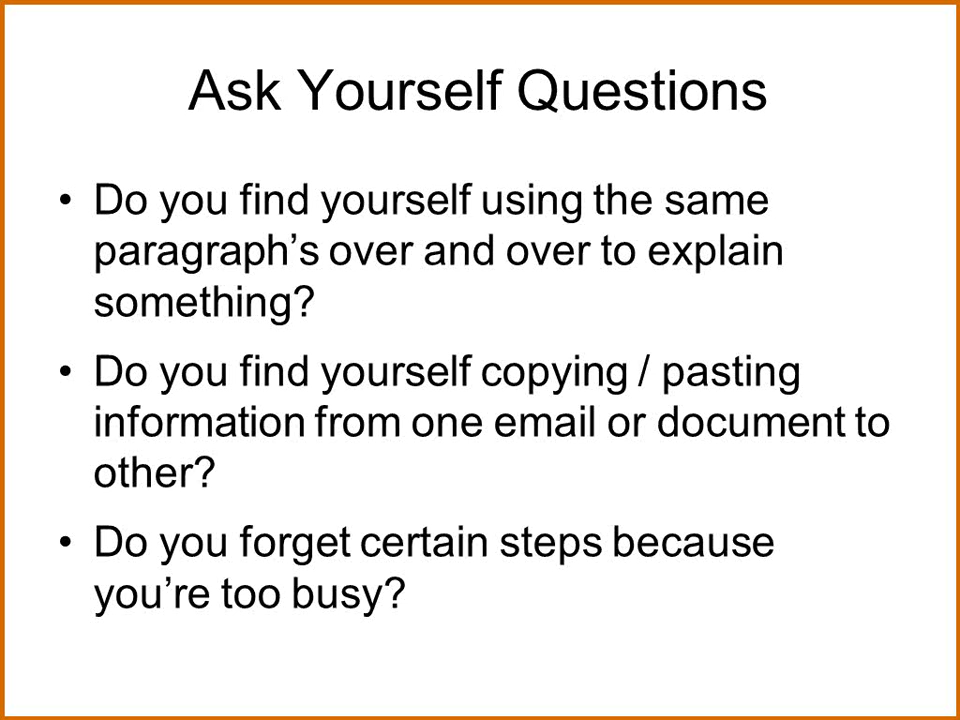 Ask Yourself Questions
• Do you find yourself using the same
paragraph’s over and over to explain
something?
• Do you find yourself copying / pasting
information from one email or document to
other?
• Do you forget certain steps because
you’re too busy?